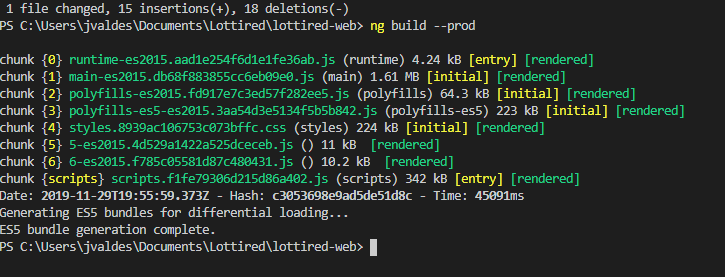 1 file changed, 15 insertions(+), 18 deletions(-)
PS C:\Users\jvaldes\Documents\Lottired\lottired-web> ng build --prod
chunk {0} runtime-es2015.aad1e254f6d1e1fe36ab.js (runtime) 4.24 kB [entry] [rendered]
chunk {1} main-es2015.db68f883855cc6eb09e0.js (main) 1.61 MB [initial] [rendered]
chunk {2} polyfills-es2015.fd917e7c3ed57f282ee5.js (polyfills) 64.3 kB [initial] [rendered]
chunk {3} polyfills-es5-es2015.3aa54d3e5134f5b5b842.js (polyfills-es5) 223 kB [initial] [rendered]
chunk {4} styles.8939ac106753c073bffc.css (styles) 224 kB [initial] [rendered]
chunk {5} 5-es2015.4d529a1422a525dceceb.js () 11 kB  [rendered]
chunk {6} 6-es2015.f785c05581d87c480431.js () 10.2 kB  [rendered]
chunk {scripts} scripts.f1fe79306d215d86a402.js (scripts) 342 kB [entry] [rendered]
Date: 2019-11-29T19:55:59.373Z - Hash: c3053698e9ad5de51d8c - Time: 45091ms
Generating ES5 bundles for differential loading...
ES5 bundle generation complete.
PS C:\Users\jvaldes\Documents\Lottired\lottired-web>